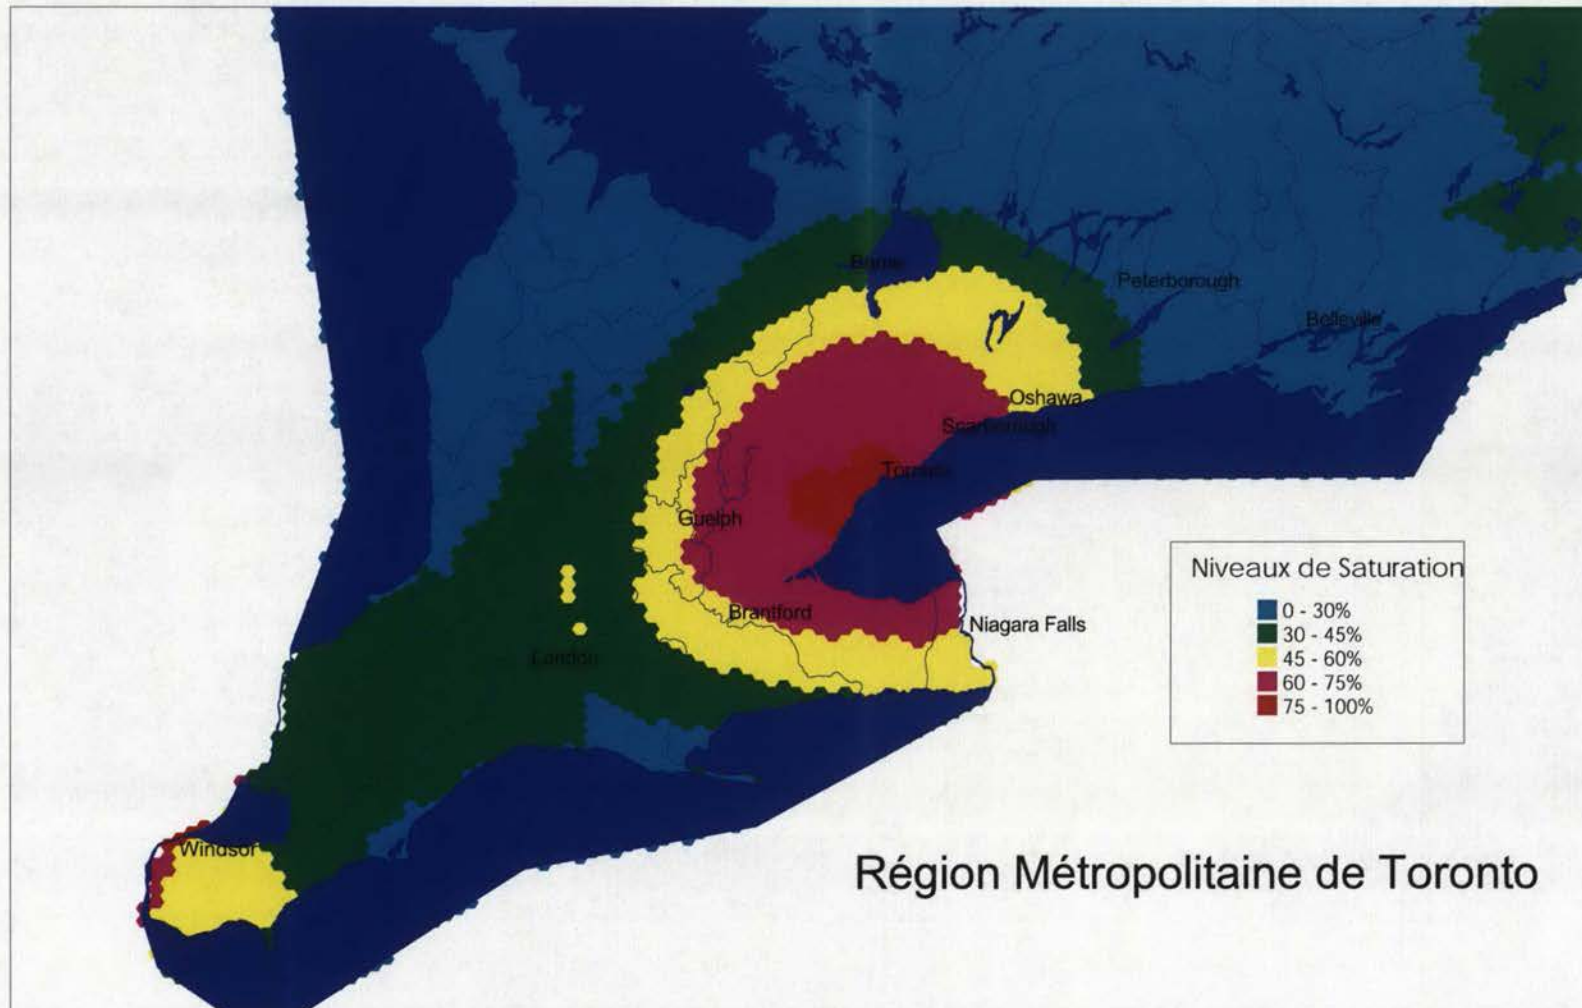 Barrie
Peterborough
Belleville
Oshawa
Scarborough
Toronto
Guelph
Niveaux de Saturation
0 - 30%
30 - 45%
45 - 60%
60 - 75%
75 - 100%
Brantford
Niagara Falls
London
Windsor
Région Métropolitaine de Toronto